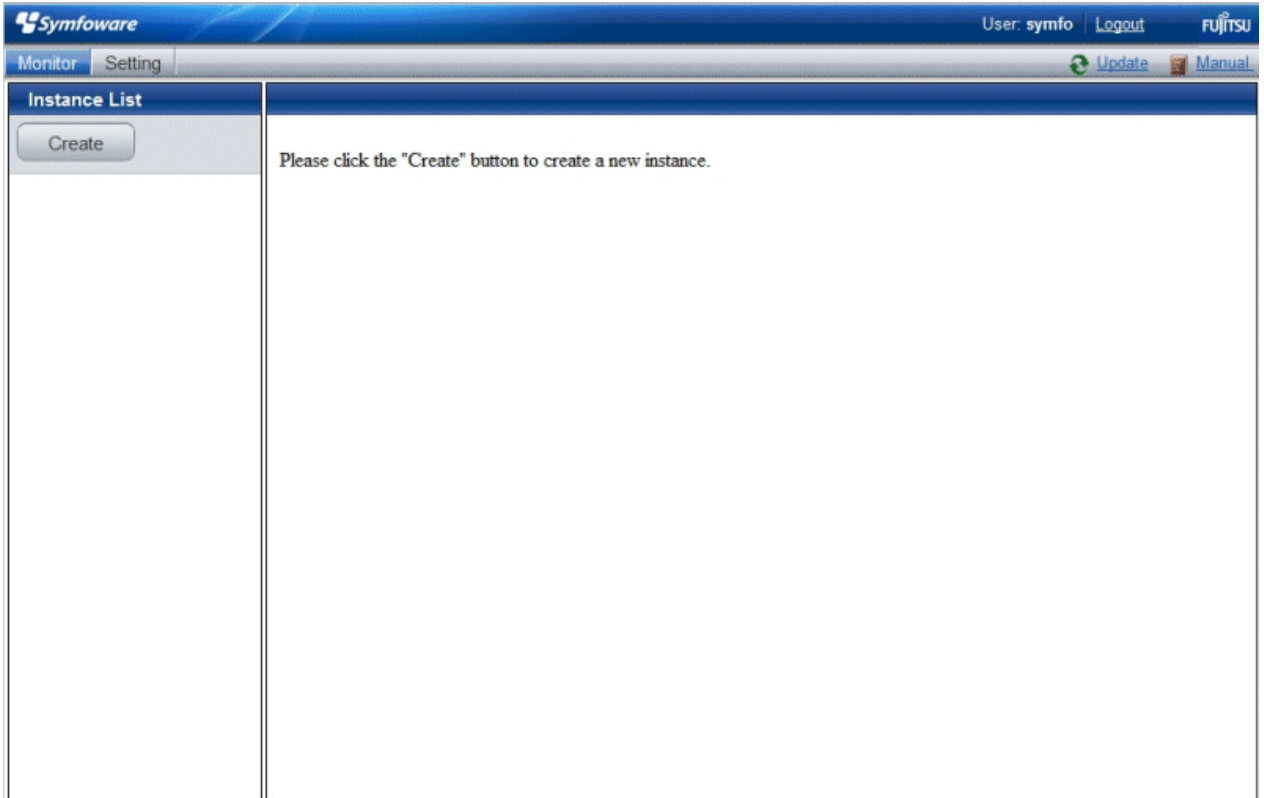 Symfoware
User: symfo Logout FUJITSU
Monitor Setting Update Manual
Instance List
Create
Please click the "Create" button to create a new instance.